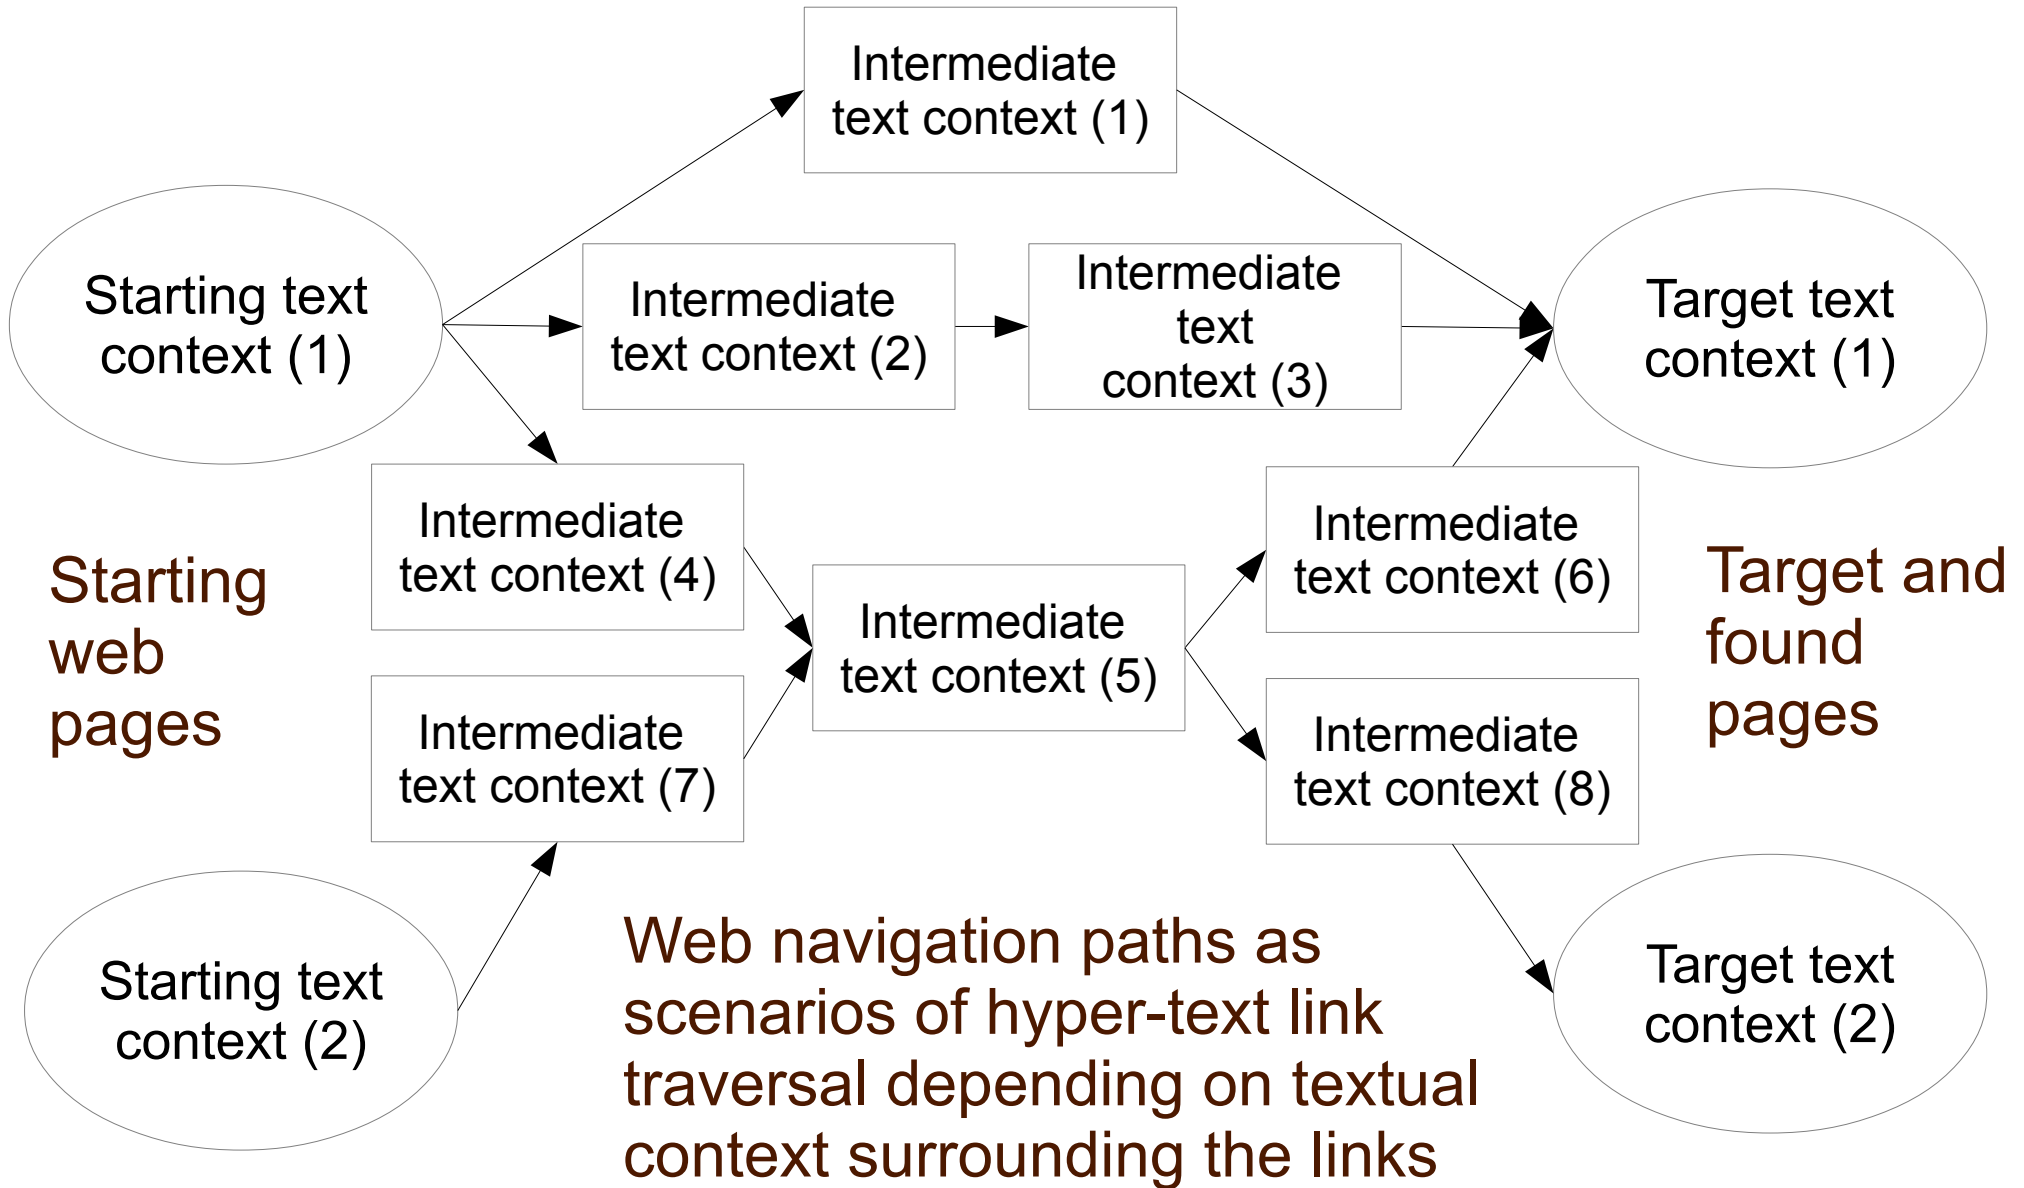 Intermediate
text context (1)
Starting text
context (1)
Intermediate
text context (2)
Intermediate
text
context (3)
Target text
context (1)
Intermediate
text context (4)
Intermediate
text context (6)
Starting
web
pages
Intermediate
text context (5)
Target and
found
pages
Intermediate
text context (7)
Intermediate
text context (8)
Starting text
context (2)
Web navigation paths as
scenarios of hyper-text link
traversal depending on textual
context surrounding the links
Target text
context (2)